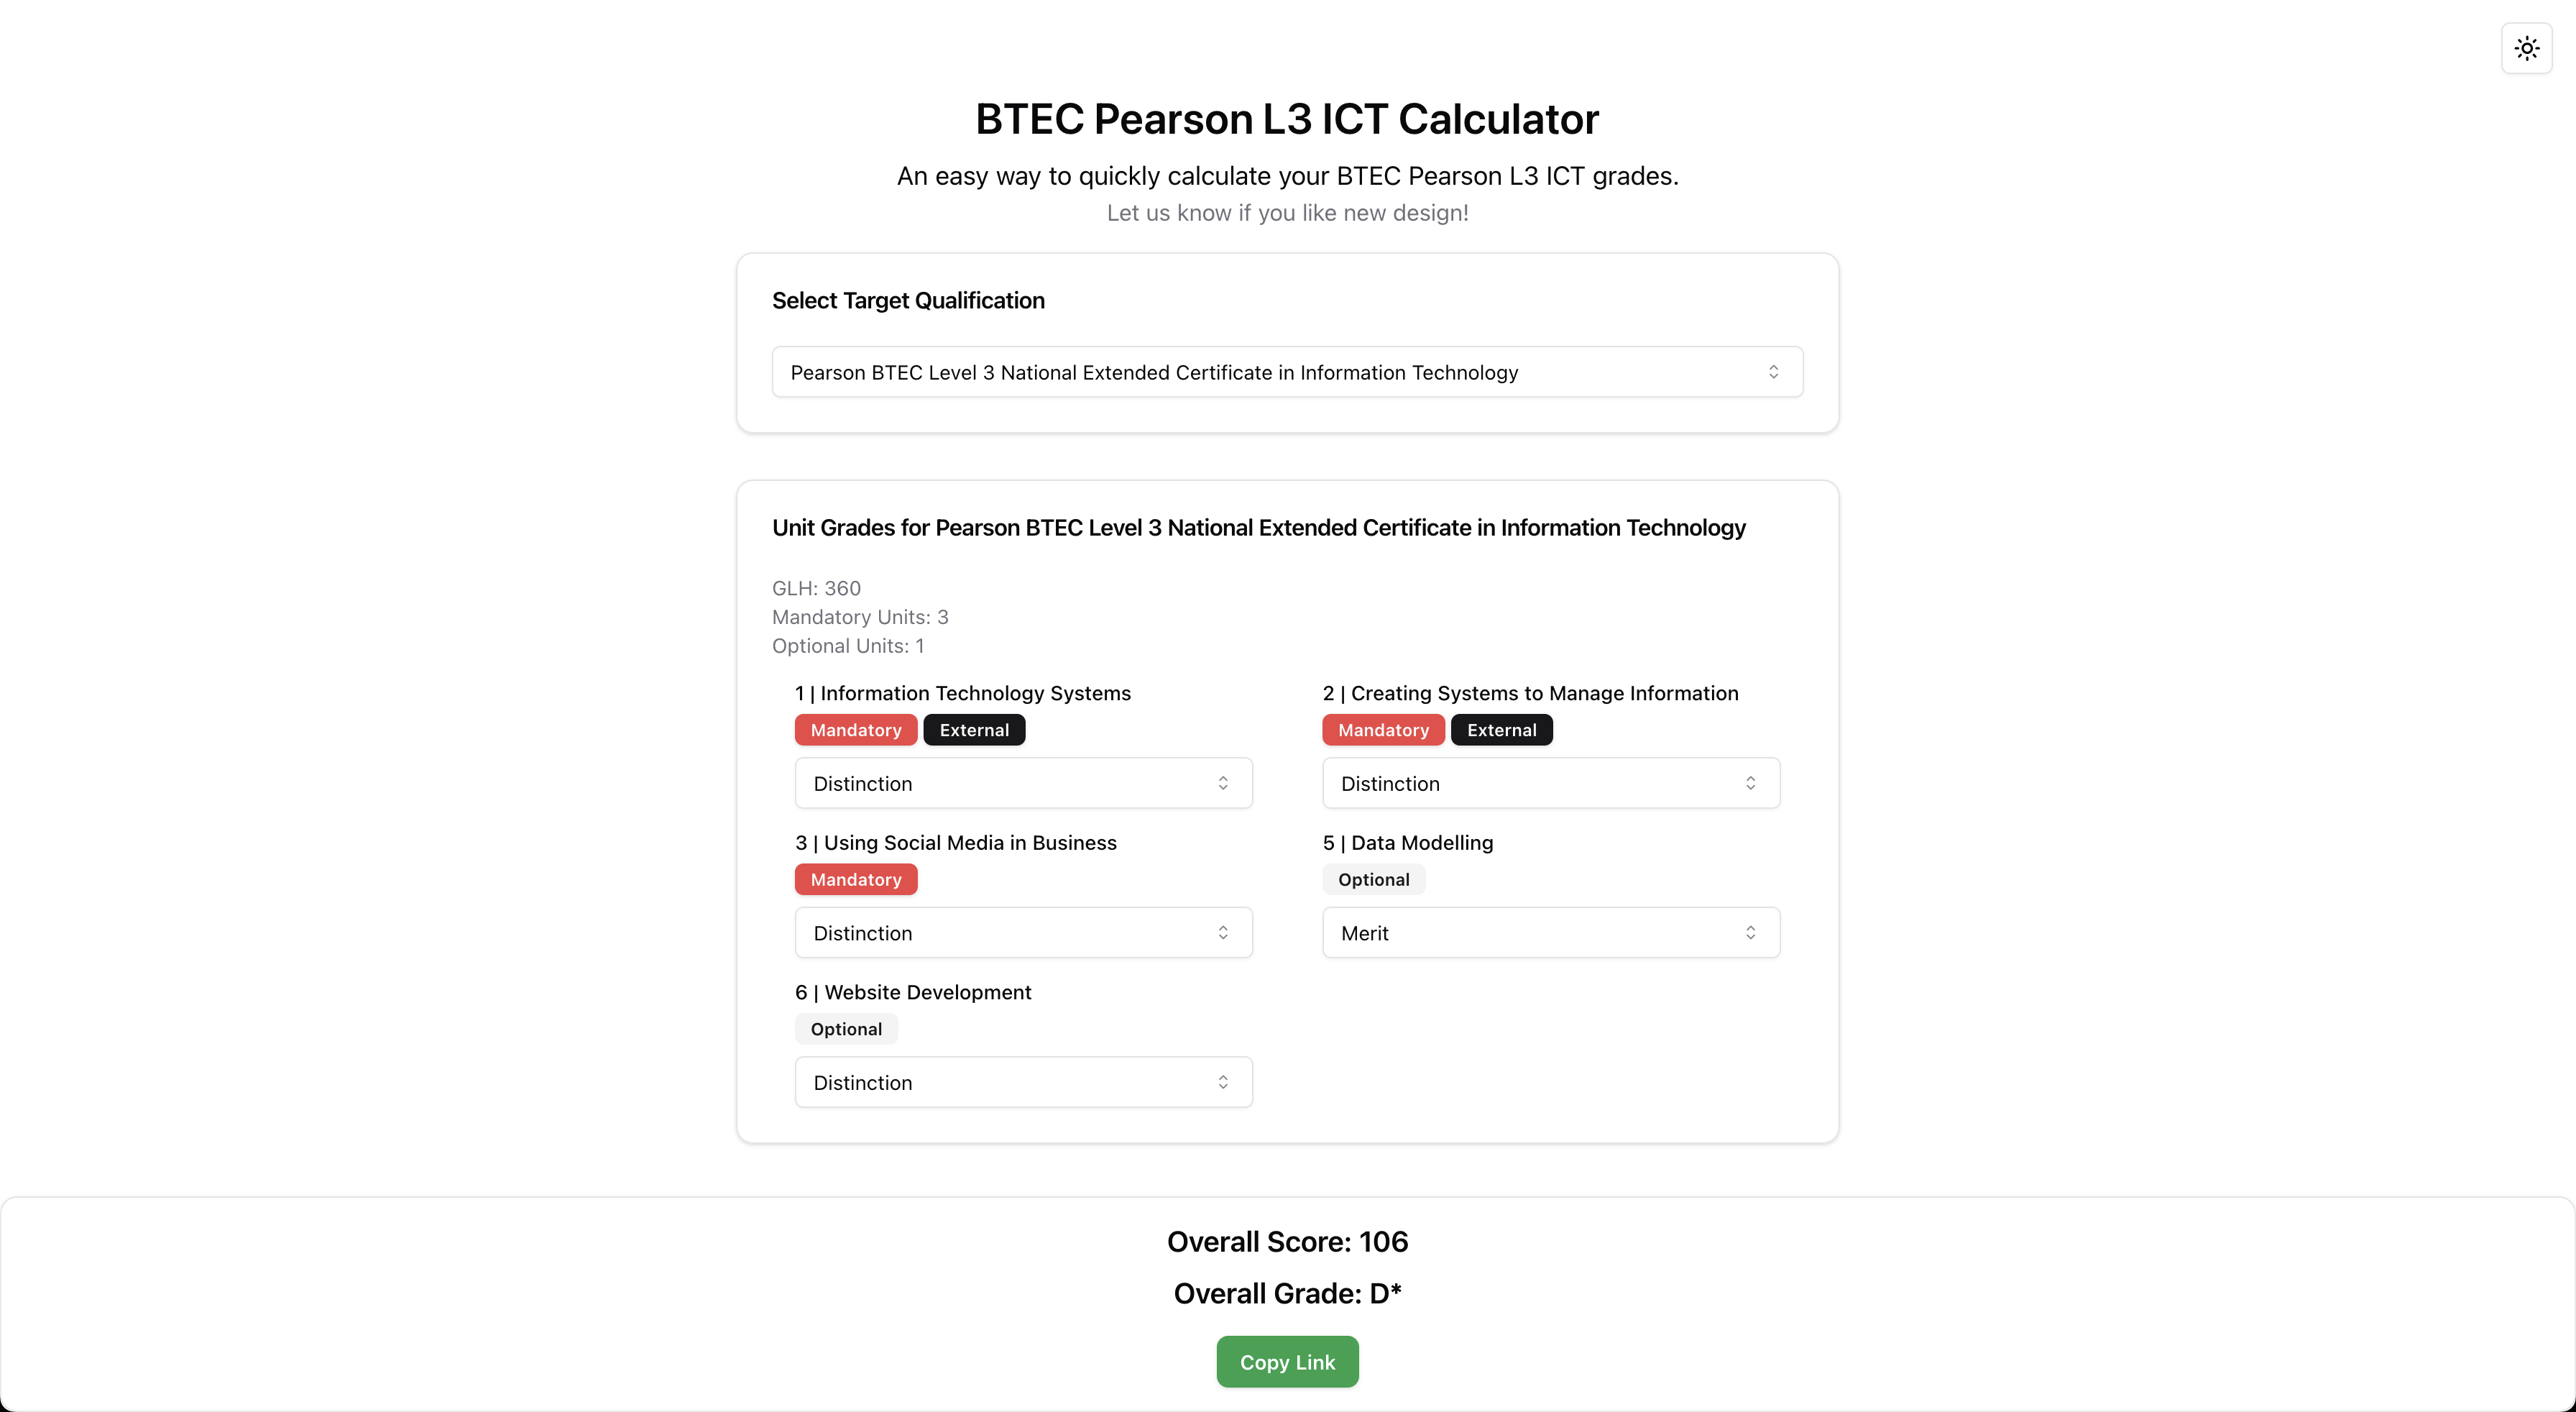 BTEC Pearson L3 ICT Calculator
An easy way to quickly calculate your BTEC Pearson L3 ICT grades.
Let us know if you like new design!
Select Target Qualification
Pearson BTEC Level 3 National Extended Certificate in Information Technology
Unit Grades for Pearson BTEC Level 3 National Extended Certificate in Information Technology
GLH: 360
Mandatory Units: 3
Optional Units: 1
1 | Information Technology Systems
Mandatory External
Distinction
2 | Creating Systems to Manage Information
Mandatory External
Distinction
3 | Using Social Media in Business
Mandatory
Distinction
5 | Data Modelling
Optional
Merit
6 | Website Development
Optional
Distinction
Overall Score: 106
Overall Grade: D*
Copy Link